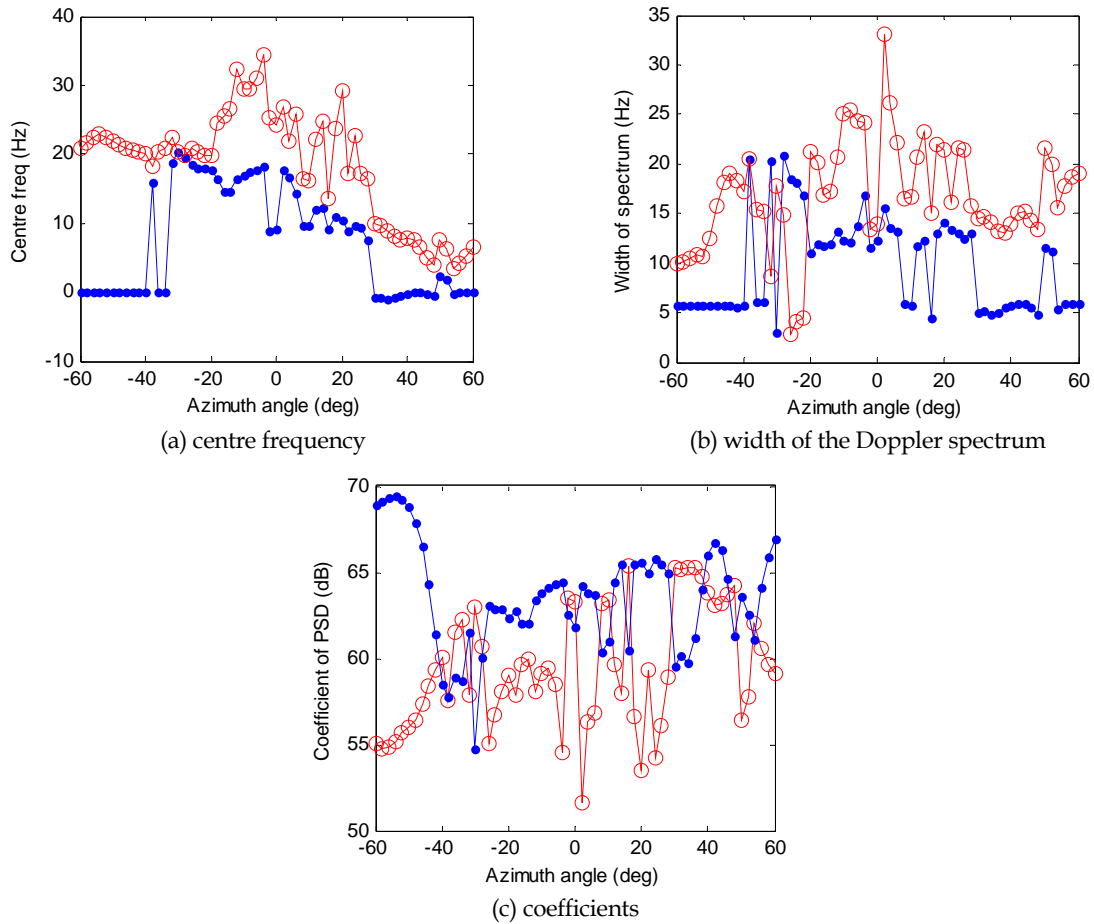 40
30
20
10
0
-10
Centre freq (Hz)
-60 -40 -20 0 20 40 60
Azimuth angle (deg)
(a) centre frequency
35
30
25
20
15
10
5
0
Width of spectrum (Hz)
-60 -40 -20 0 20 40 60
Azimuth angle (deg)
(b) width of the Doppler spectrum
70
65
60
55
50
Coefficient of PSD (dB)
-60 -40 -20 0 20 40 60
Azimuth angle (deg)
(c) coefficients